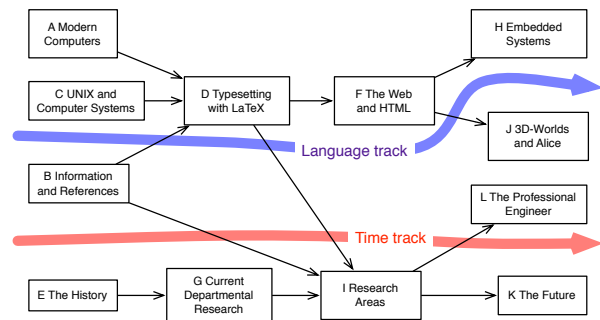 A Modern
Computers
H Embedded
Systems
C UNIX and
Computer Systems
D Typesetting
with LaTeX
F The Web
and HTML
J 3D-Worlds
and Alice
Language track
B Information
and References
L The Professional
Engineer
Time track
E The History
G Current
Departmental
Research
I Research
Areas
K The Future